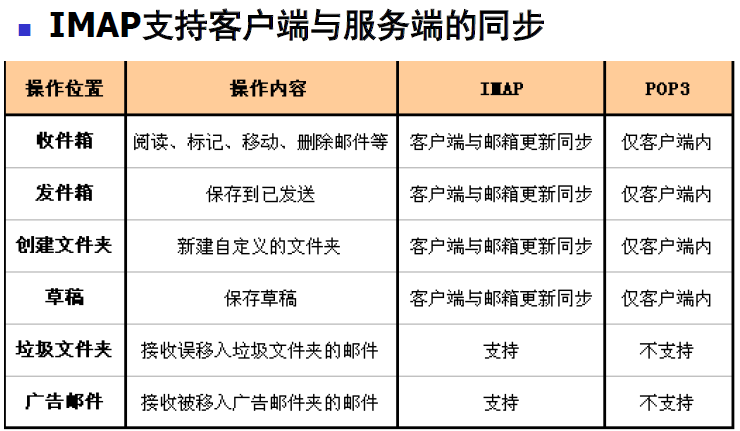 IMAP支持客户端与服务端的同步
操作位置 操作内容 IMAP POP3
收件箱 阅读、标记、移动、删除邮件等 客户端与邮箱更新同步 仅客户端内
发件箱 保存到已发送 客户端与邮箱更新同步 仅客户端内
创建文件夹 新建自定义的文件夹 客户端与邮箱更新同步 仅客户端内
草稿 保存草稿 客户端与邮箱更新同步 仅客户端内
垃圾文件夹 接收误移入垃圾文件夹的邮件 支持 不支持
广告邮件 接收被移入广告邮件夹的邮件 支持 不支持